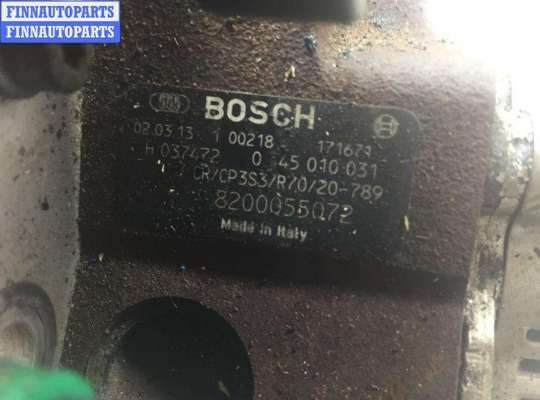 FINNAUTOPARTS
FINNAUTOPARTS
BOSCH
02.03.13 1 00218 171671
H 037472 0 45 010 031
CR/CP3S3/R70/20-789
8200055072
Made in Italy